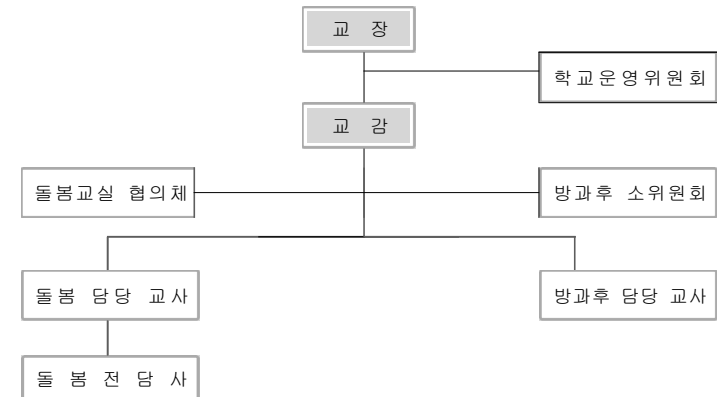 교 장
학교운영위원회
교 감
돌봄교실 협의체
방과후 소위원회
돌봄 담당 교사
방과후 담당 교사
돌 봄 전 담 사